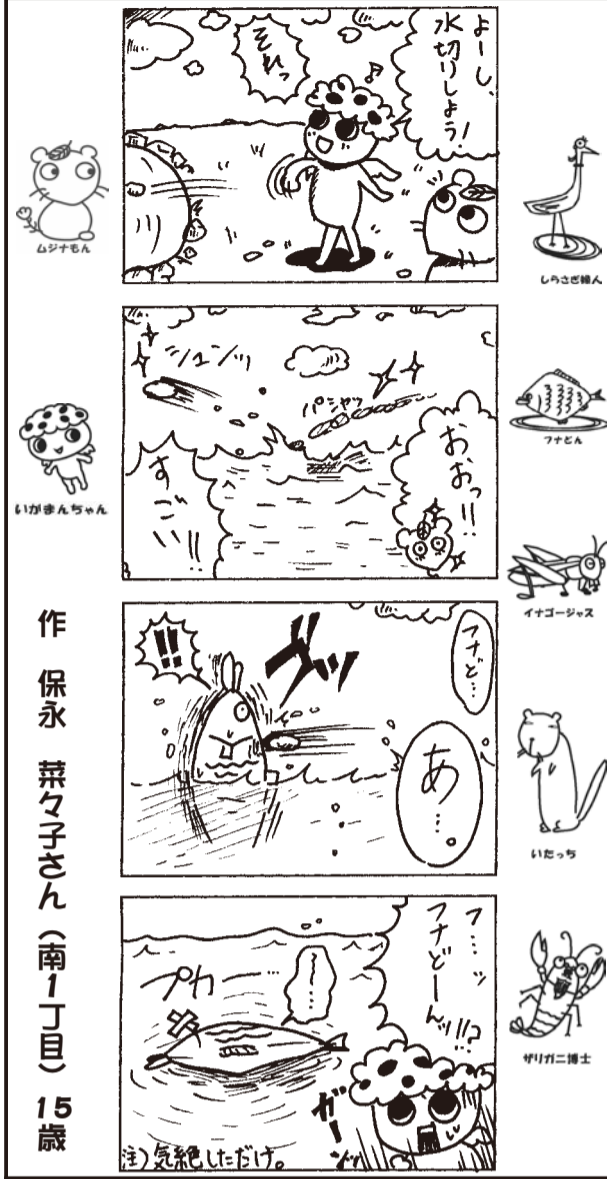 よーし、
水切りしよう!
それっ
♪
ムジナもん
しらさぎ婦人
シュンッ
パシャッ
おおっ!!
すごい!!
いがまんちゃん
フナどん
イナゴージャス
フナど…
あ…。
ガッ
!!
いたっち
フ…ッ
フナどーんッ!!?
………
プカ…
ガーンッ
注)気絶しただけ。
ザリガニ博士
作 保永 菜々子さん(南1丁目) 15歳